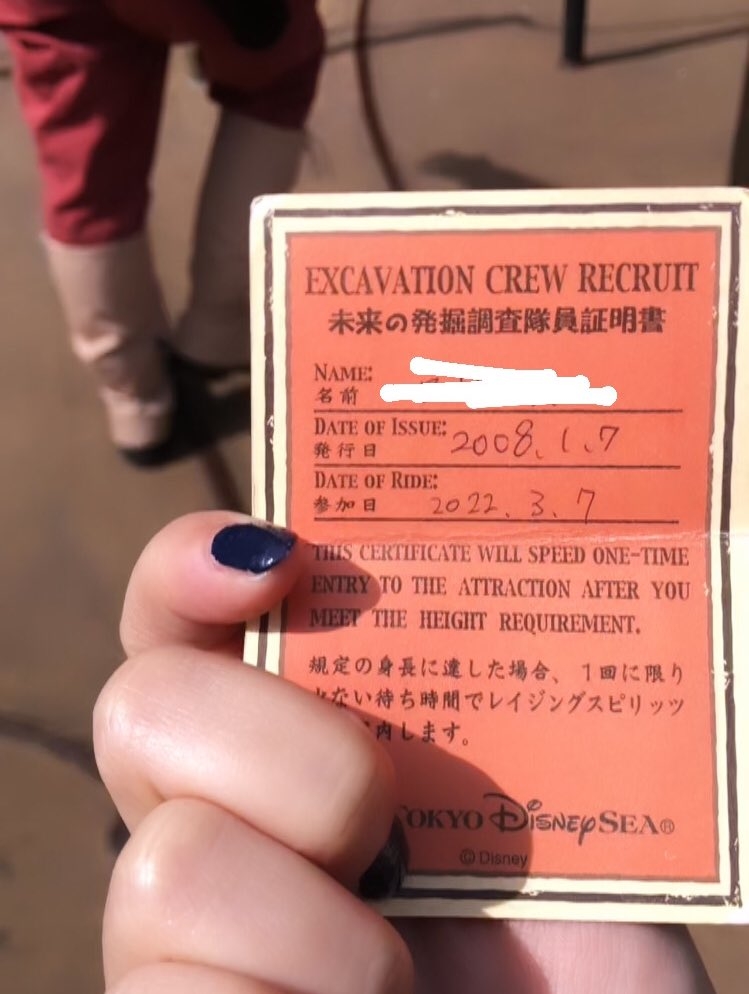 EXCAVATION CREW RECRUIT
未来の発掘調査隊員証明書
NAME:
名前
DATE OF ISSUE: 2008.1.7
発行日
DATE OF RIDE:
参加日 2022.3.7
THIS CERTIFICATE WILL SPEED ONE-TIME
ENTRY TO THE ATTRACTION AFTER YOU
MEET THE HEIGHT REQUIREMENT.
規定の身長に達した場合、1回に限り
ない待ち時間でレイジングスピリッツ
内します。
TOKYO DISNEY SEA®
©Disney